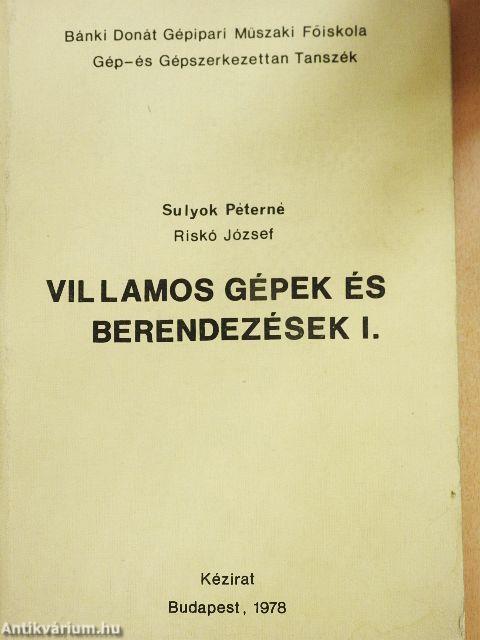 Bánki Donát Gépipari Műszaki Főiskola
Gép-és Gépszerkezettan Tanszék
Sulyok Péterné
Riskó József
VILLAMOS GÉPEK ÉS
BERENDEZÉSEK I.
Kézirat
Budapest, 1978
Antikvárium.hu